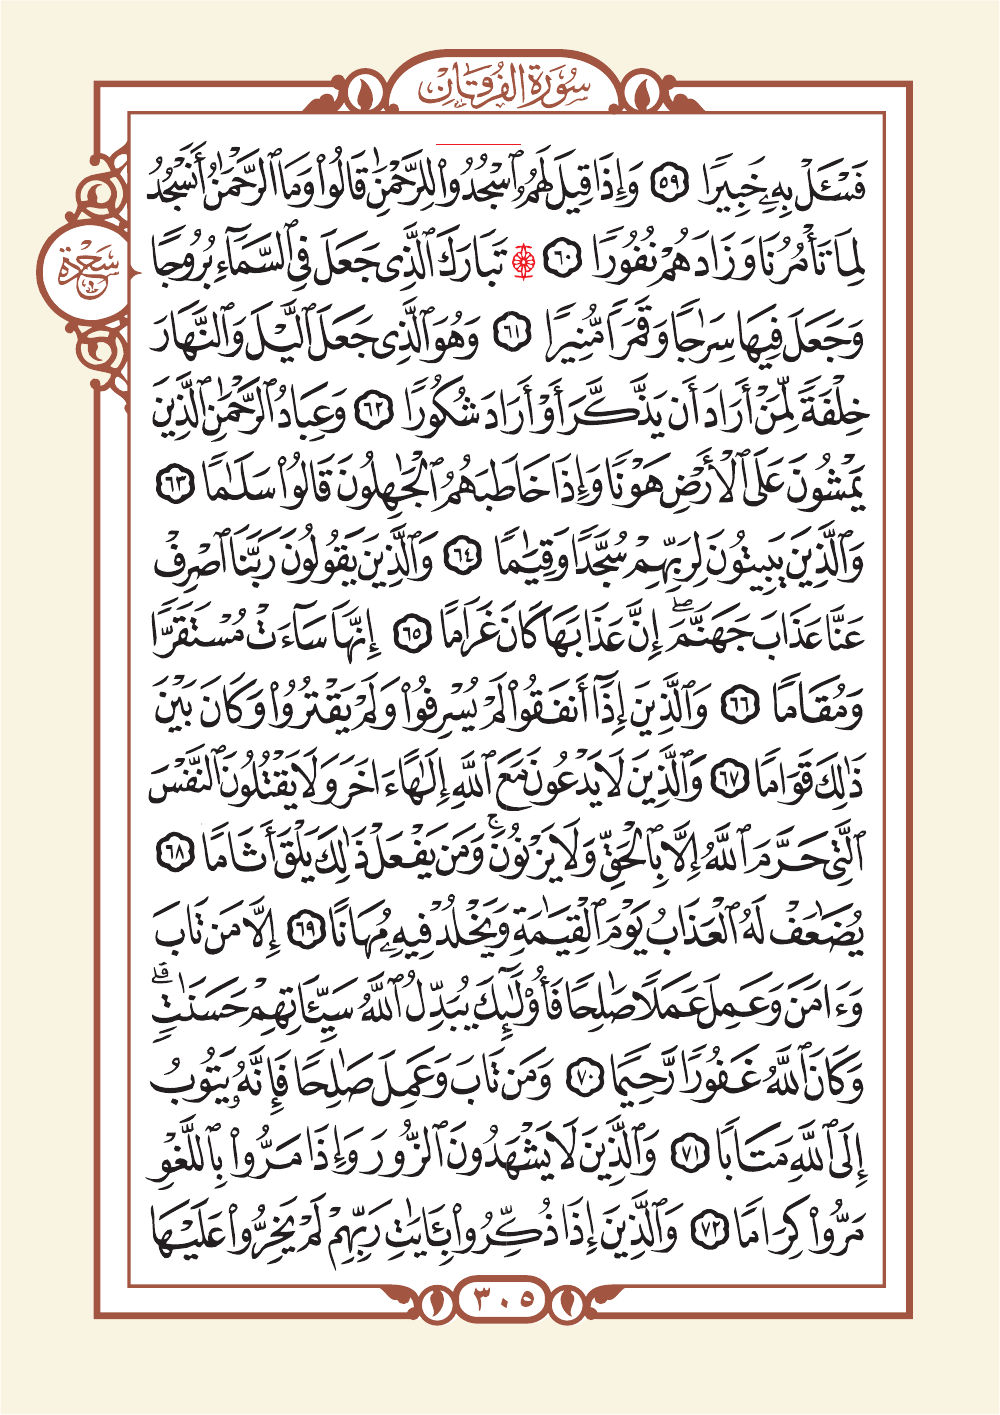 سُورَةُ الفُرْقَانِ
فَسْـَٔلْ بِهِۦ خَبِيرًا ٥٩ وَإِذَا قِيلَ لَهُمُ ٱسْجُدُوا۟ لِلرَّحْمَٰنِ قَالُوا۟ وَمَا ٱلرَّحْمَٰنُ أَنَسْجُدُ
لِمَا تَأْمُرُنَا وَزَادَهُمْ نُفُورًا ٦٠ ۞ تَبَارَكَ ٱلَّذِى جَعَلَ فِى ٱلسَّمَآءِ بُرُوجًا
سَجْدَة
وَجَعَلَ فِيهَا سِرَٰجًا وَقَمَرًا مُّنِيرًا ٦١ وَهُوَ ٱلَّذِى جَعَلَ ٱلَّيْلَ وَٱلنَّهَارَ
خِلْفَةً لِّمَنْ أَرَادَ أَن يَذَّكَّرَ أَوْ أَرَادَ شُكُورًا ٦٢ وَعِبَادُ ٱلرَّحْمَٰنِ ٱلَّذِينَ
يَمْشُونَ عَلَى ٱلْأَرْضِ هَوْنًا وَإِذَا خَاطَبَهُمُ ٱلْجَٰهِلُونَ قَالُوا۟ سَلَٰمًا ٦٣
وَٱلَّذِينَ يَبِيتُونَ لِرَبِّهِمْ سُجَّدًا وَقِيَٰمًا ٦٤ وَٱلَّذِينَ يَقُولُونَ رَبَّنَا ٱصْرِفْ
عَنَّا عَذَابَ جَهَنَّمَ ۖ إِنَّ عَذَابَهَا كَانَ غَرَامًا ٦٥ إِنَّهَا سَآءَتْ مُسْتَقَرًّا
وَمُقَامًا ٦٦ وَٱلَّذِينَ إِذَآ أَنفَقُوا۟ لَمْ يُسْرِفُوا۟ وَلَمْ يَقْتُرُوا۟ وَكَانَ بَيْنَ
ذَٰلِكَ قَوَامًا ٦٧ وَٱلَّذِينَ لَا يَدْعُونَ مَعَ ٱللَّهِ إِلَٰهًا ءَاخَرَ وَلَا يَقْتُلُونَ ٱلنَّفْسَ
ٱلَّتِى حَرَّمَ ٱللَّهُ إِلَّا بِٱلْحَقِّ وَلَا يَزْنُونَ ۚ وَمَن يَفْعَلْ ذَٰلِكَ يَلْقَ أَثَامًا ٦٨
يُضَٰعَفْ لَهُ ٱلْعَذَابُ يَوْمَ ٱلْقِيَٰمَةِ وَيَخْلُدْ فِيهِۦ مُهَانًا ٦٩ إِلَّا مَن تَابَ
وَءَامَنَ وَعَمِلَ عَمَلًا صَٰلِحًا فَأُو۟لَٰٓئِكَ يُبَدِّلُ ٱللَّهُ سَيِّـَٔاتِهِمْ حَسَنَٰتٍ ۗ
وَكَانَ ٱللَّهُ غَفُورًا رَّحِيمًا ٧٠ وَمَن تَابَ وَعَمِلَ صَٰلِحًا فَإِنَّهُۥ يَتُوبُ
إِلَى ٱللَّهِ مَتَابًا ٧١ وَٱلَّذِينَ لَا يَشْهَدُونَ ٱلزُّورَ وَإِذَا مَرُّوا۟ بِٱللَّغْوِ
مَرُّوا۟ كِرَامًا ٧٢ وَٱلَّذِينَ إِذَا ذُكِّرُوا۟ بِـَٔايَٰتِ رَبِّهِمْ لَمْ يَخِرُّوا۟ عَلَيْهَا
٣٠٥